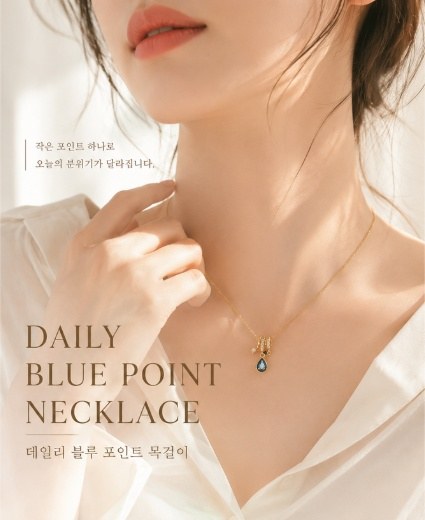 작은 포인트 하나로
오늘의 분위기가 달라집니다.
DAILY
BLUE POINT
NECKLACE
데일리 블루 포인트 목걸이